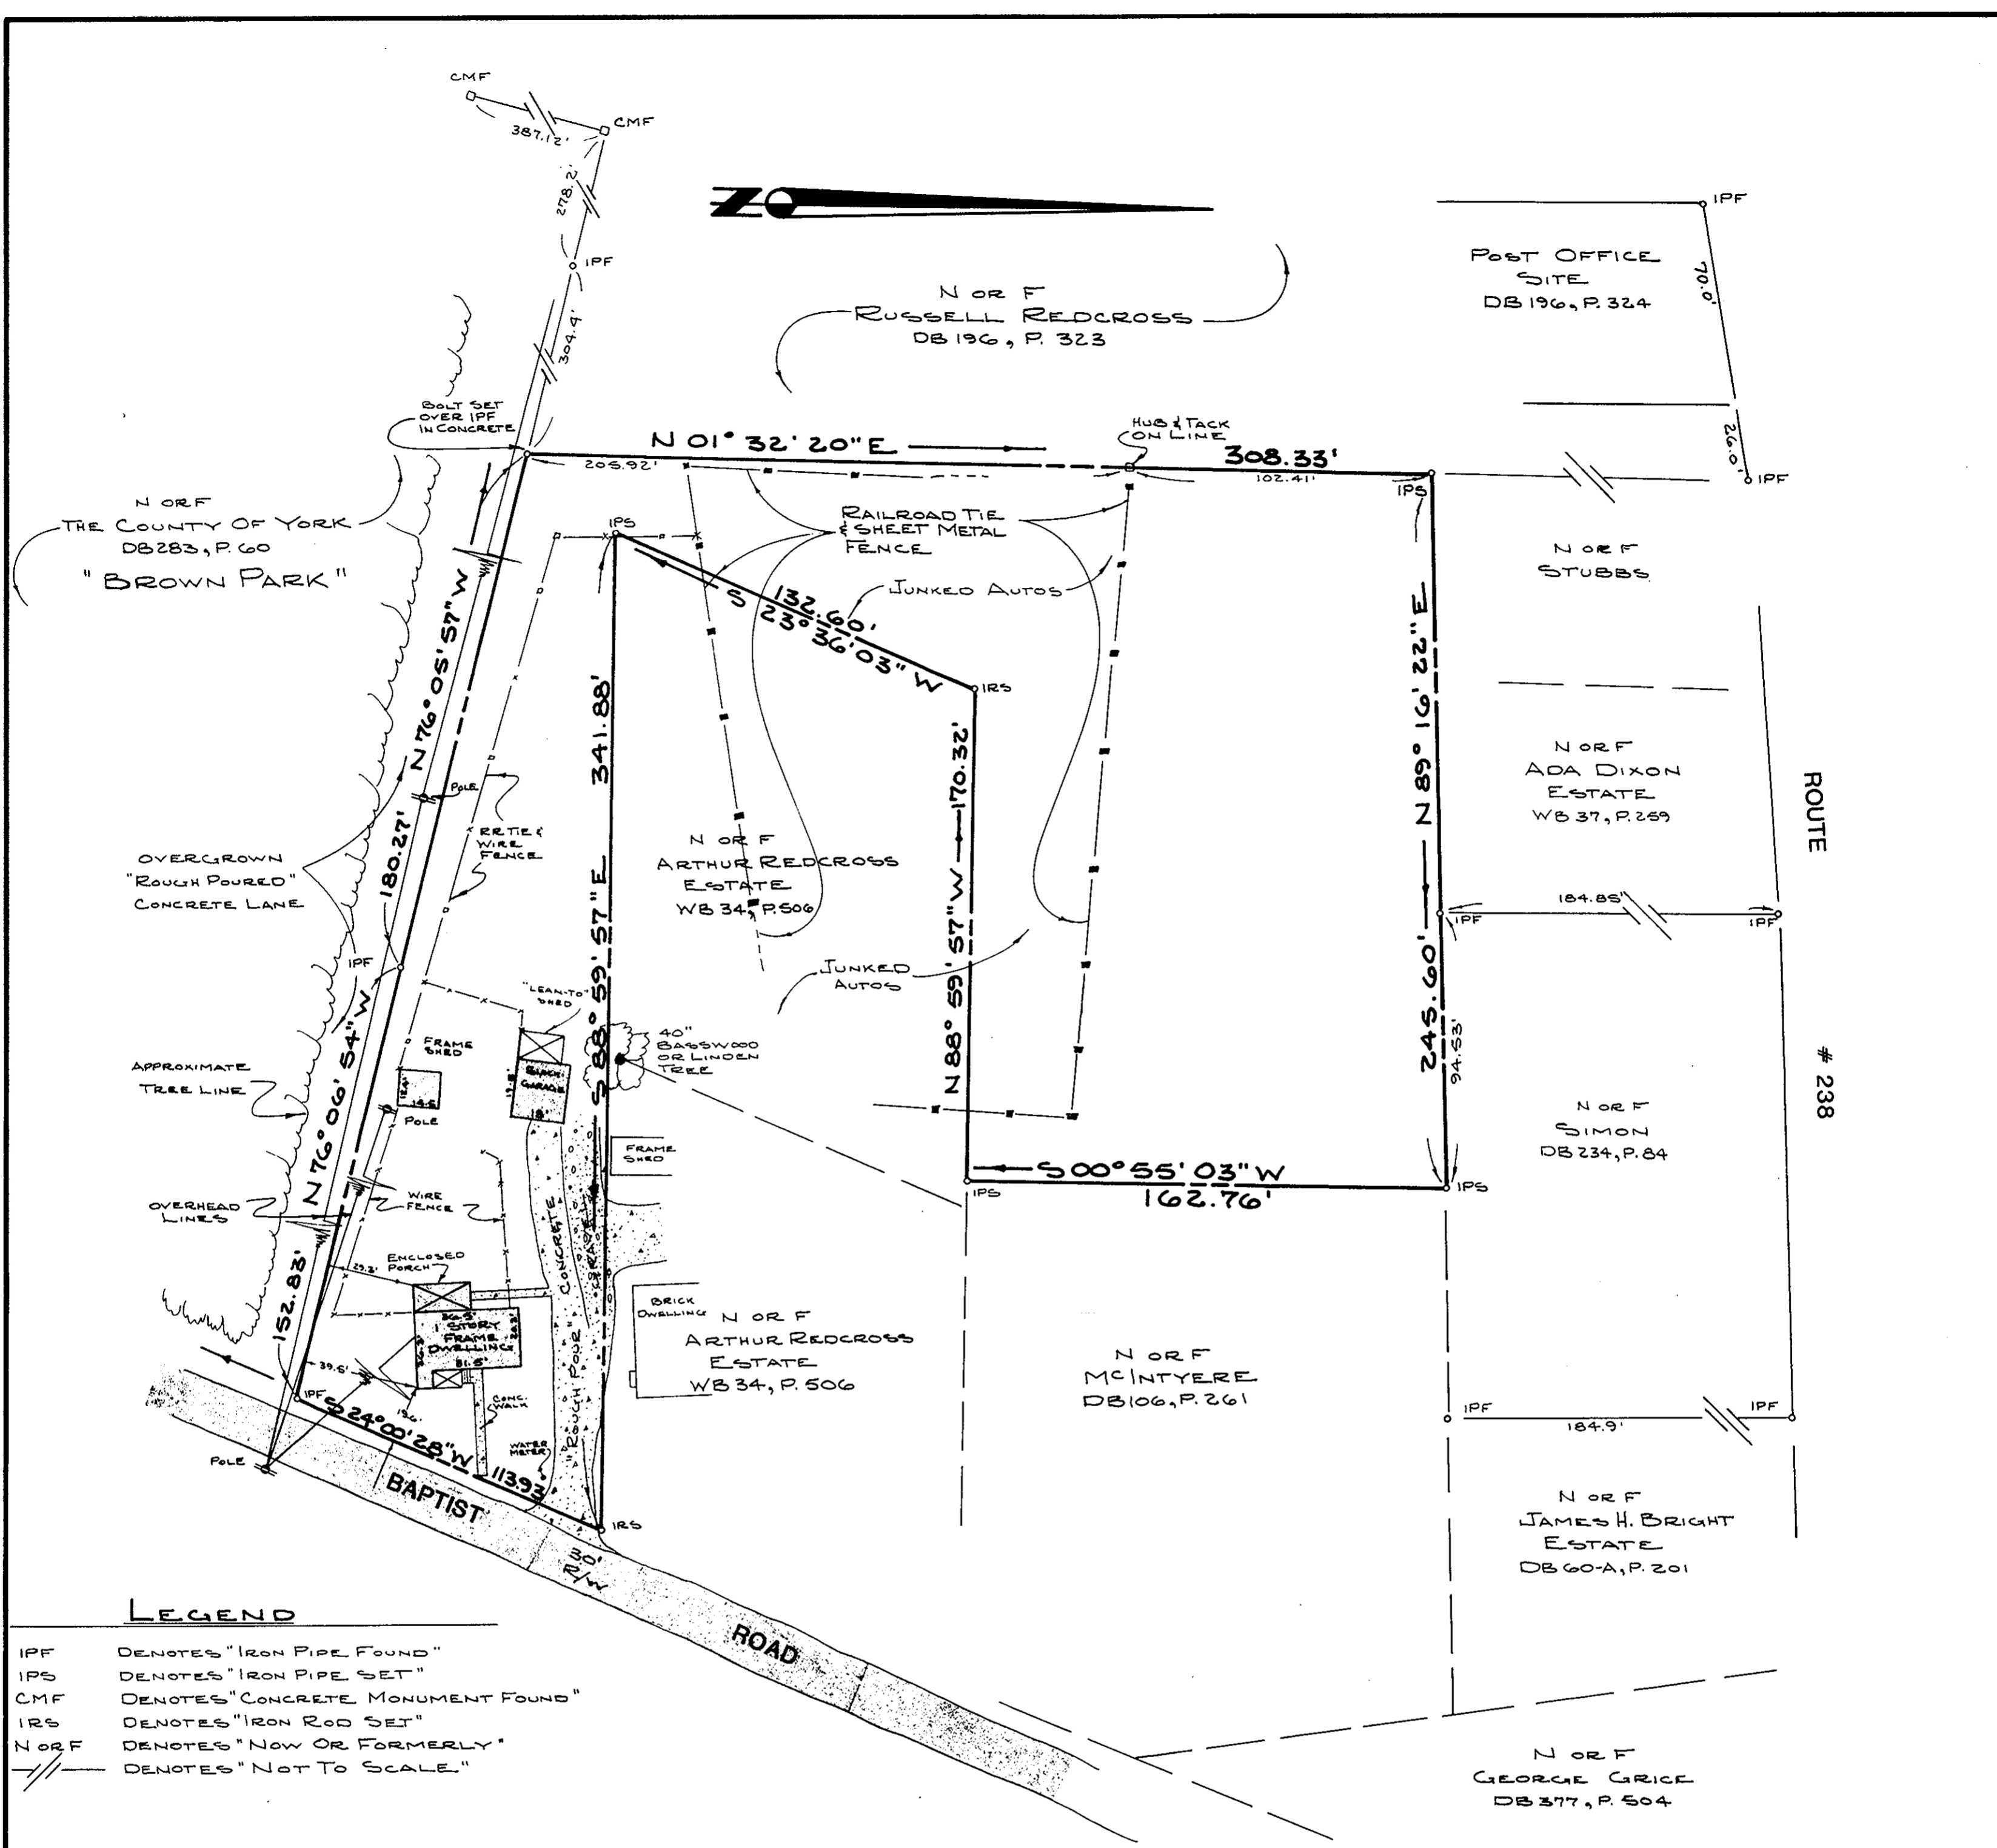 CMF
387.12'
CMF
278.2'
IPF
304.4'
N
N OR F
RUSSELL REDCROSS
DB 196, P. 323
IPF
POST OFFICE
SITE
DB 196, P. 324
70.0'
26.0'
IPF
BOLT SET
OVER IPF
IN CONCRETE
N 01° 32' 20" E
205.92'
HUB & TACK
ON LINE
308.33'
102.41'
IPS
N OR F
THE COUNTY OF YORK
DB283, P. 60
"BROWN PARK"
IPS
RAILROAD TIE
& SHEET METAL
FENCE
JUNKED AUTOS
132.60'
S 23° 36' 03" W
IRS
N OR F
STUBBS
N 76° 05' 57" W
180.27'
POLE
RR TIE &
WIRE
FENCE
341.88'
S 88° 59' 57" E
170.32'
N 88° 59' 57" W
N 89° 16' 22" E
245.60'
94.53'
N OR F
ADA DIXON
ESTATE
WB 37, P. 259
ROUTE
# 238
N OR F
ARTHUR REDCROSS
ESTATE
WB 34, P. 506
OVERGROWN
"ROUGH POURED"
CONCRETE LANE
IPF
184.85'
IPF
IPF
JUNKED
AUTOS
"LEAN-TO"
SHED
40"
BASSWOOD
OR LINDEN
TREE
FRAME
SHED
BLOCK
GARAGE
18'
POLE
APPROXIMATE
TREE LINE
N 76° 06' 54" W
152.83'
FRAME
SHED
N OR F
SIMON
DB 234, P. 84
S 00° 55' 03" W
162.76'
IPS
IPS
OVERHEAD
LINES
WIRE
FENCE
ENCLOSED
PORCH
29.3'
CONCRETE
GRAVEL
"ROUGH POUR"
1 STORY
FRAME
DWELLING
31.5'
39.5'
CONC.
WALK
WATER
METER
BRICK
DWELLING
N OR F
ARTHUR REDCROSS
ESTATE
WB 34, P. 506
N OR F
MCINTYERE
DB106, P. 261
IPF
184.9'
IPF
IPF
S 24° 00' 28" W
113.93'
POLE
IRS
BAPTIST
30'
R/W
ROAD
N OR F
JAMES H. BRIGHT
ESTATE
DB 60-A, P. 201
N OR F
GEORGE GRICE
DB 377, P. 504
LEGEND
IPF DENOTES "IRON PIPE FOUND"
IPS DENOTES "IRON PIPE SET"
CMF DENOTES "CONCRETE MONUMENT FOUND"
IRS DENOTES "IRON ROD SET"
N OR F DENOTES "NOW OR FORMERLY"
DENOTES "NOT TO SCALE"